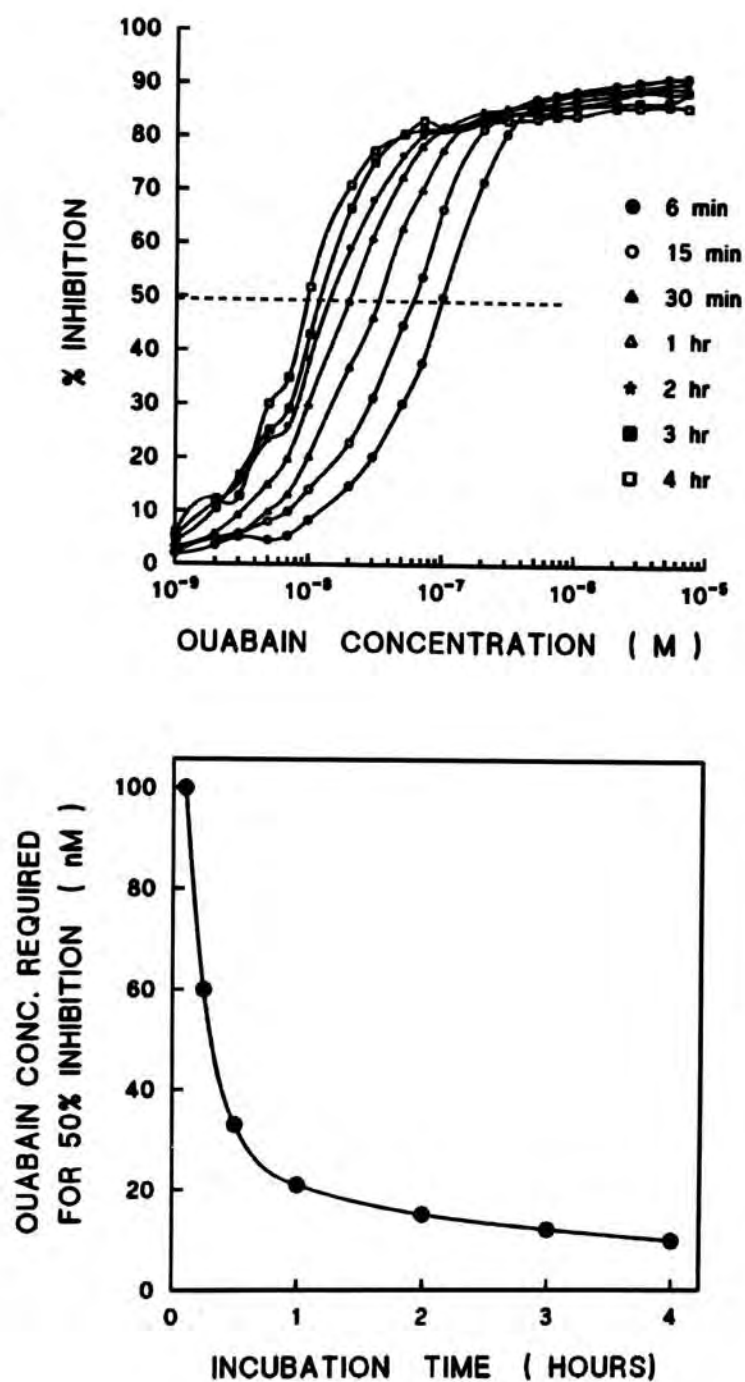 % INHIBITION
100
90
80
70
60
50
40
30
20
10
0
10⁻⁹
10⁻⁸
10⁻⁷
10⁻⁶
10⁻⁵
OUABAIN CONCENTRATION ( M )
6 min
15 min
30 min
1 hr
2 hr
3 hr
4 hr
OUABAIN CONC. REQUIRED
FOR 50% INHIBITION ( nM )
100
80
60
40
20
0
0
1
2
3
4
INCUBATION TIME ( HOURS)